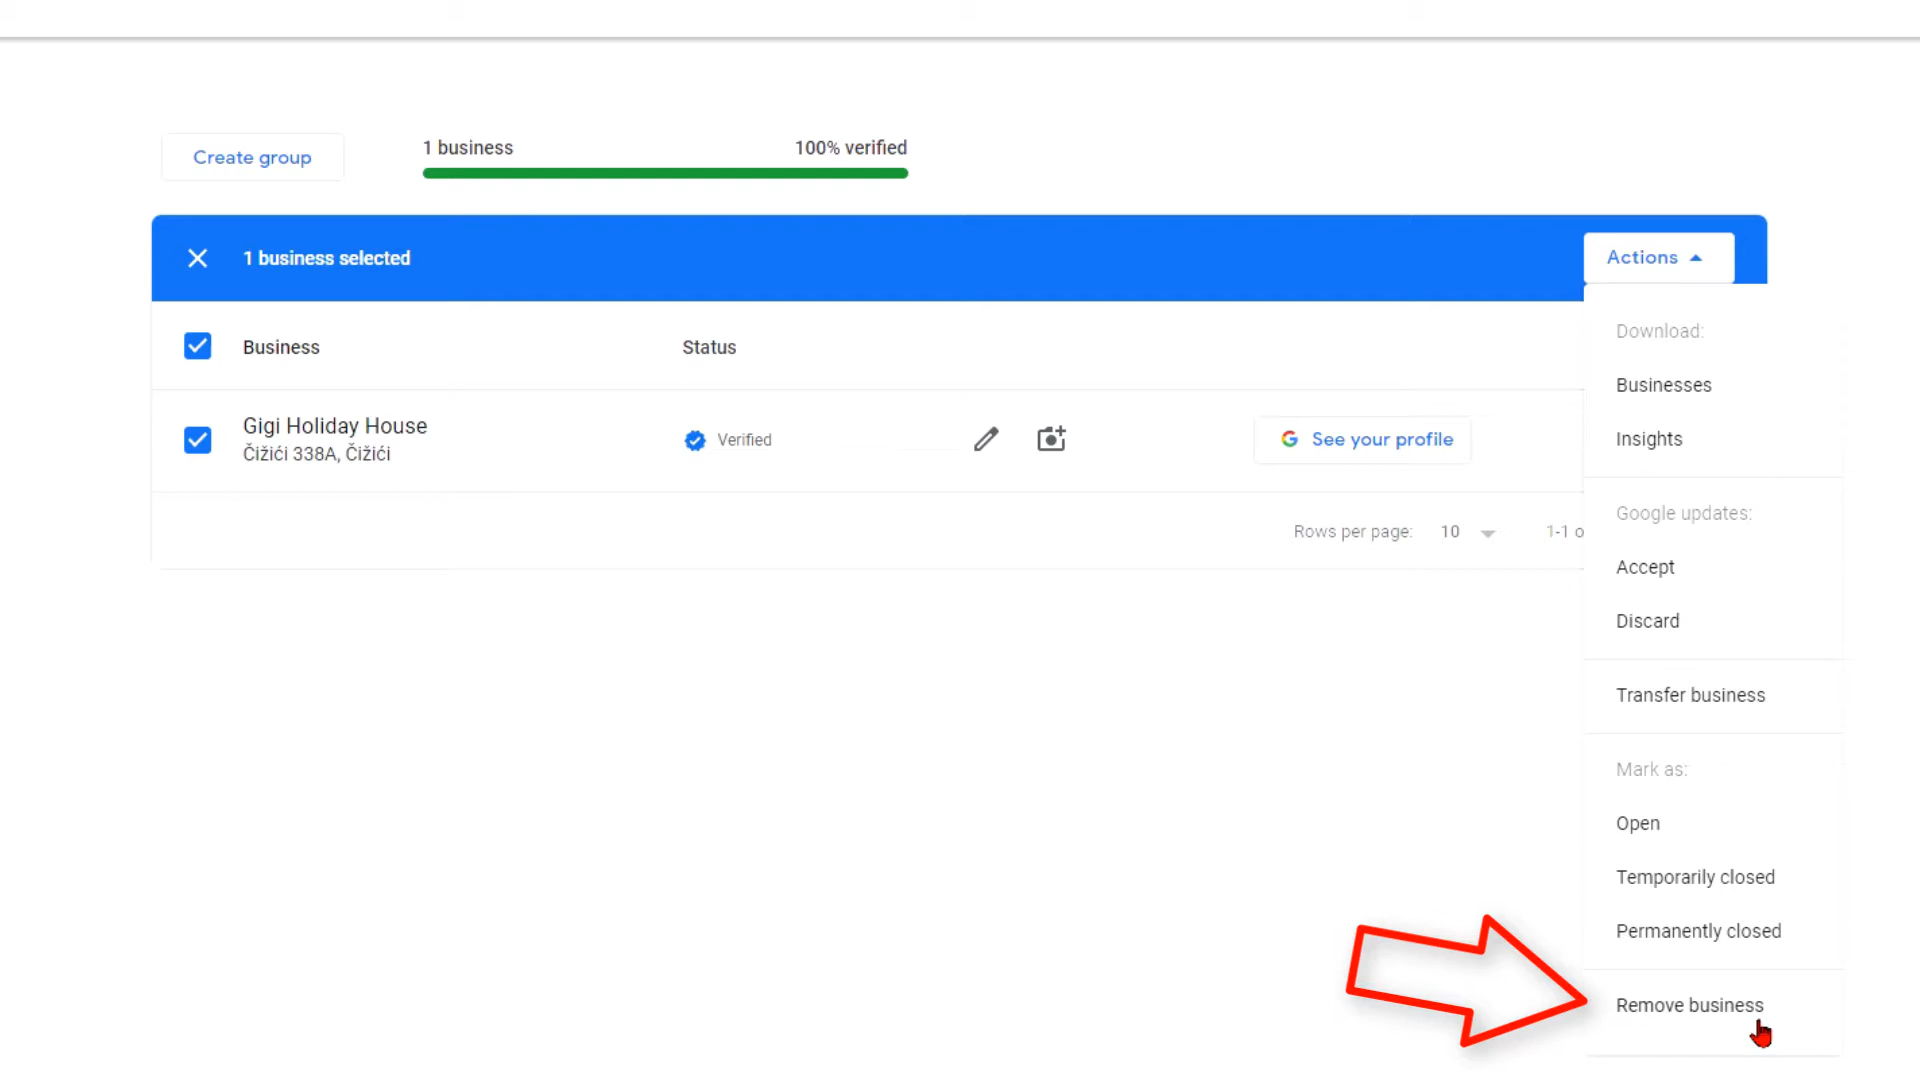 Create group
1 business
100% verified
1 business selected
Actions
Business
Status
Gigi Holiday House
Čižići 338A, Čižići
Verified
See your profile
Rows per page:
10
1-1 o
Download:
Businesses
Insights
Google updates:
Accept
Discard
Transfer business
Mark as:
Open
Temporarily closed
Permanently closed
Remove business